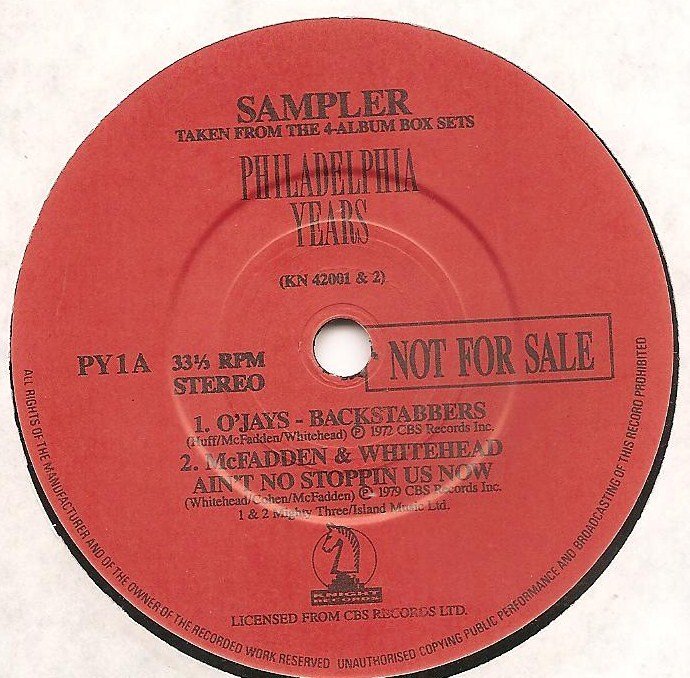 SAMPLER
TAKEN FROM THE 4-ALBUM BOX SETS
PHILADELPHIA
YEARS
(KN 42001 & 2)
PY1A 33⅓ RPM
STEREO
NOT FOR SALE
1. O'JAYS - BACKSTABBERS
(Huff/McFadden/Whitehead) ℗ 1972 CBS Records Inc.
2. McFADDEN & WHITEHEAD
AIN'T NO STOPPIN US NOW
(Whitehead/Cohen/McFadden) ℗ 1979 CBS Records Inc.
1 & 2 Mighty Three/Island Music Ltd.
KNIGHT
RECORDS
LICENSED FROM CBS RECORDS LTD.
ALL RIGHTS OF THE MANUFACTURER AND OF THE OWNER OF THE RECORDED WORK RESERVED UNAUTHORISED COPYING PUBLIC PERFORMANCE AND BROADCASTING OF THIS RECORD PROHIBITED